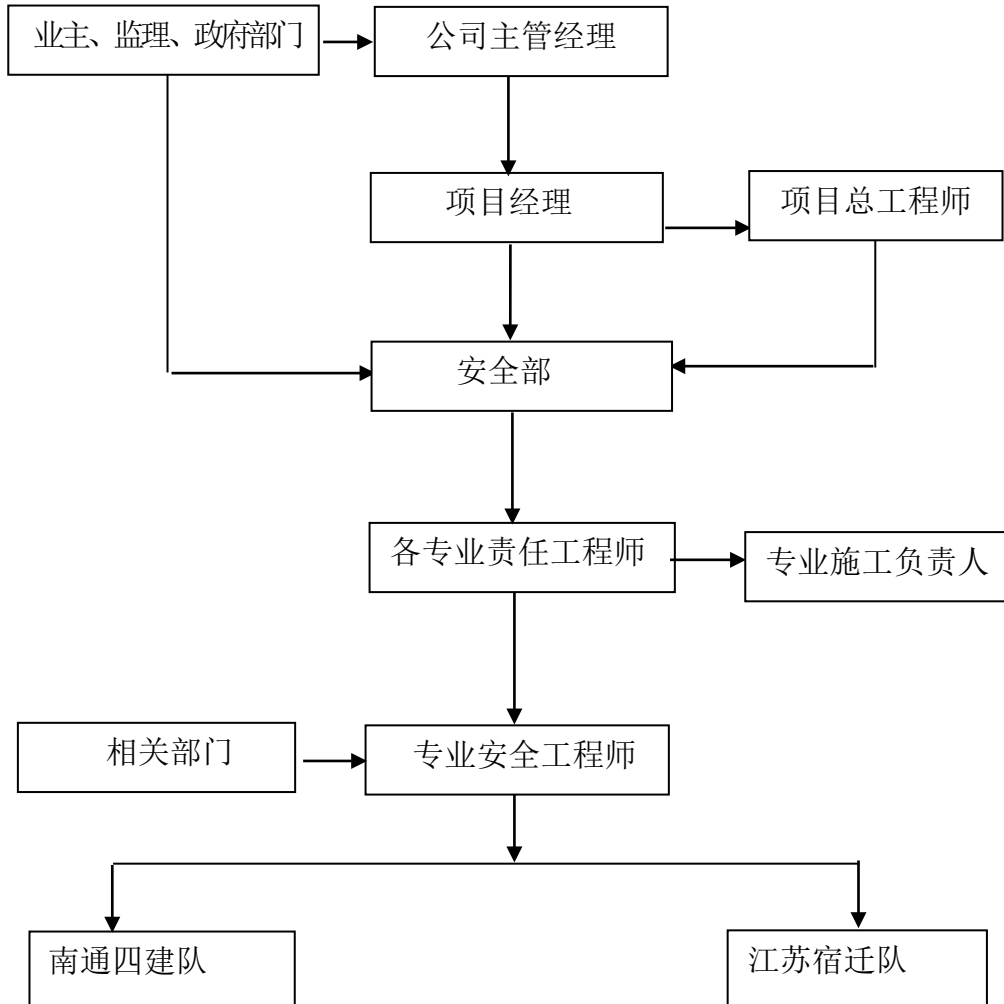 业主、监理、政府部门
公司主管经理
项目经理
项目总工程师
安全部
各专业责任工程师
专业施工负责人
相关部门
专业安全工程师
南通四建队
江苏宿迁队